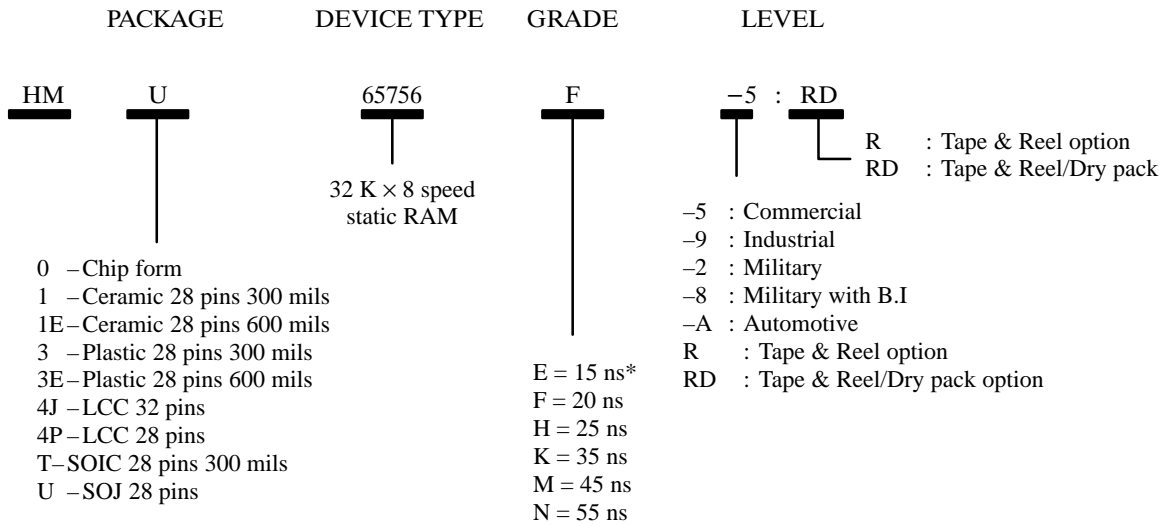 PACKAGE DEVICE TYPE GRADE LEVEL
HM U 65756 F −5 : RD
R : Tape & Reel option
RD : Tape & Reel/Dry pack
32 K × 8 speed
static RAM
0 – Chip form
1 – Ceramic 28 pins 300 mils
1E – Ceramic 28 pins 600 mils
3 – Plastic 28 pins 300 mils
3E – Plastic 28 pins 600 mils
4J – LCC 32 pins
4P – LCC 28 pins
T – SOIC 28 pins 300 mils
U – SOJ 28 pins
E = 15 ns*
F = 20 ns
H = 25 ns
K = 35 ns
M = 45 ns
N = 55 ns
–5 : Commercial
–9 : Industrial
–2 : Military
–8 : Military with B.I
–A : Automotive
R : Tape & Reel option
RD : Tape & Reel/Dry pack option